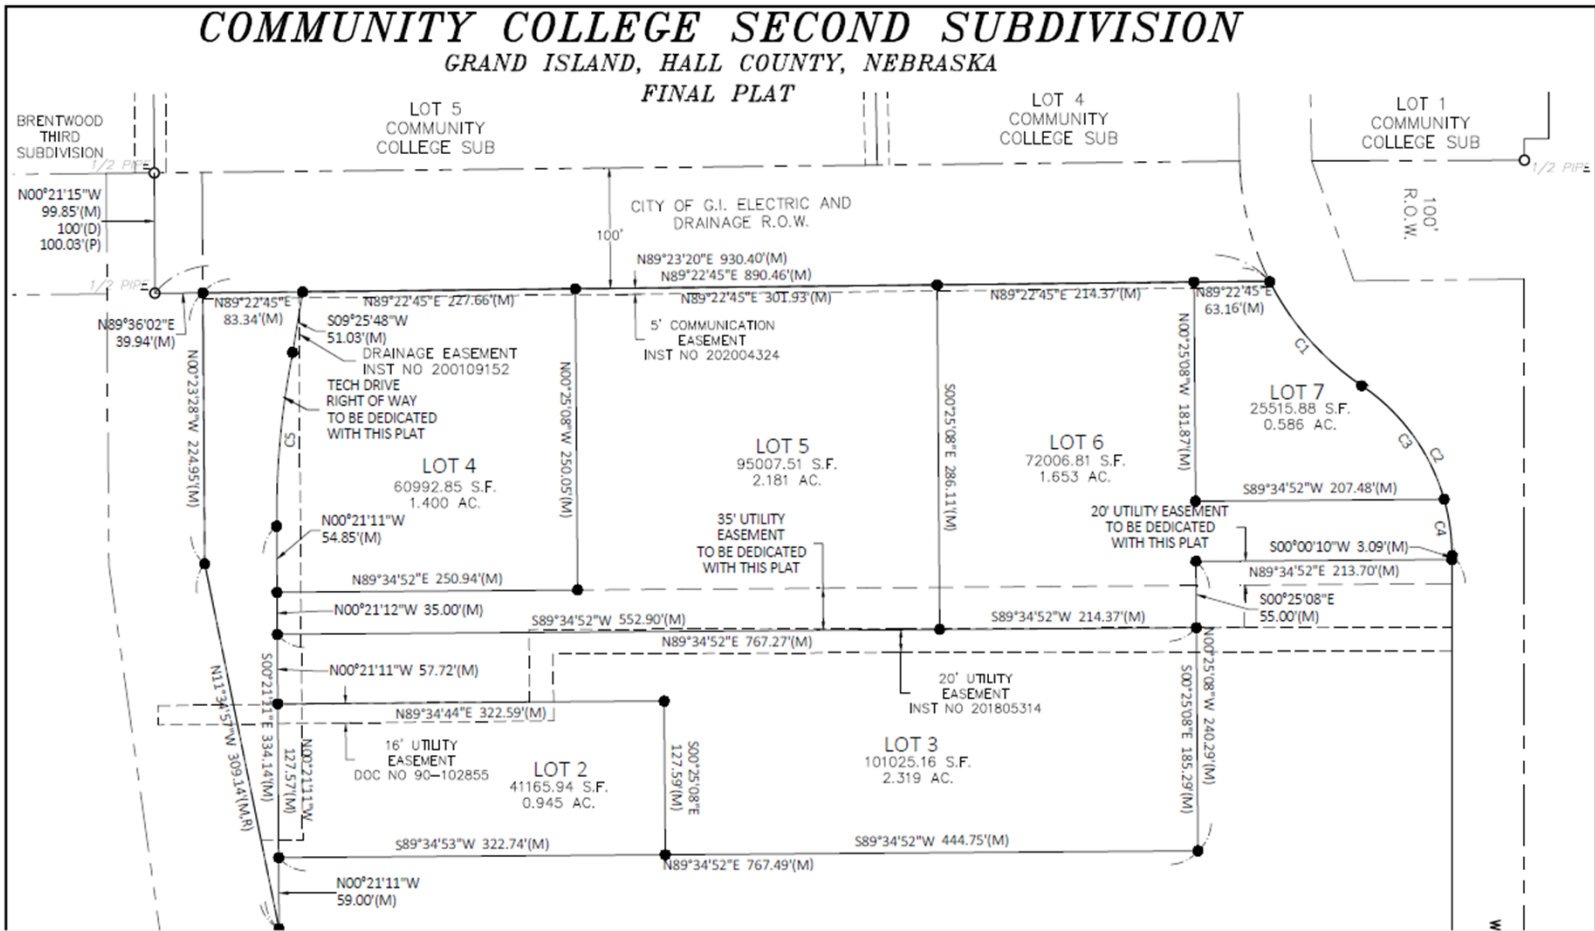 COMMUNITY COLLEGE SECOND SUBDIVISION
GRAND ISLAND, HALL COUNTY, NEBRASKA
FINAL PLAT
BRENTWOOD
THIRD
SUBDIVISION
LOT 5
COMMUNITY
COLLEGE SUB
LOT 4
COMMUNITY
COLLEGE SUB
LOT 1
COMMUNITY
COLLEGE SUB
1/2 PIPE
1/2 PIPE
N00°21'15"W
99.85'(M)
100'(D)
100.03'(P)
CITY OF G.I. ELECTRIC AND
DRAINAGE R.O.W.
100'
100'
R.O.W.
1/2 PIPE
N89°23'20"E 930.40'(M)
N89°22'45"E 890.46'(M)
N89°22'45"E
83.34'(M)
N89°22'45"E 227.66'(M)
N89°22'45"E 301.93'(M)
N89°22'45"E 214.37'(M)
N89°22'45"E
63.16'(M)
N89°36'02"E
39.94'(M)
S09°25'48"W
51.03'(M)
DRAINAGE EASEMENT
INST NO 200109152
5' COMMUNICATION
EASEMENT
INST NO 202004324
TECH DRIVE
RIGHT OF WAY
TO BE DEDICATED
WITH THIS PLAT
N00°23'28"W 224.95'(M)
C5
N00°25'08"W 250.05'(M)
S00°25'08"E 286.11'(M)
N00°25'08"W 181.87'(M)
C1
LOT 7
25515.88 S.F.
0.586 AC.
C3
C2
LOT 4
60992.85 S.F.
1.400 AC.
LOT 5
95007.51 S.F.
2.181 AC.
LOT 6
72006.81 S.F.
1.653 AC.
S89°34'52"W 207.48'(M)
N00°21'11"W
54.85'(M)
35' UTILITY
EASEMENT
TO BE DEDICATED
WITH THIS PLAT
20' UTILITY EASEMENT
TO BE DEDICATED
WITH THIS PLAT
C4
S00°00'10"W 3.09'(M)
N89°34'52"E 213.70'(M)
N89°34'52"E 250.94'(M)
S00°25'08"E
55.00'(M)
N00°21'12"W 35.00'(M)
S89°34'52"W 552.90'(M)
S89°34'52"W 214.37'(M)
N89°34'52"E 767.27'(M)
N00°21'11"W 57.72'(M)
20' UTILITY
EASEMENT
INST NO 201805314
N11°34'57"W 309.14'(M,R)
S00°21'11"E 334.14'(M)
N00°21'11"W
127.57'(M)
N89°34'44"E 322.59'(M)
16' UTILITY
EASEMENT
DOC NO 90-102855
LOT 2
41165.94 S.F.
0.945 AC.
S00°25'08"E
127.59'(M)
LOT 3
101025.16 S.F.
2.319 AC.
S00°25'08"E 185.29'(M)
N00°25'08"W 240.29'(M)
S89°34'53"W 322.74'(M)
S89°34'52"W 444.75'(M)
N89°34'52"E 767.49'(M)
N00°21'11"W
59.00'(M)
W